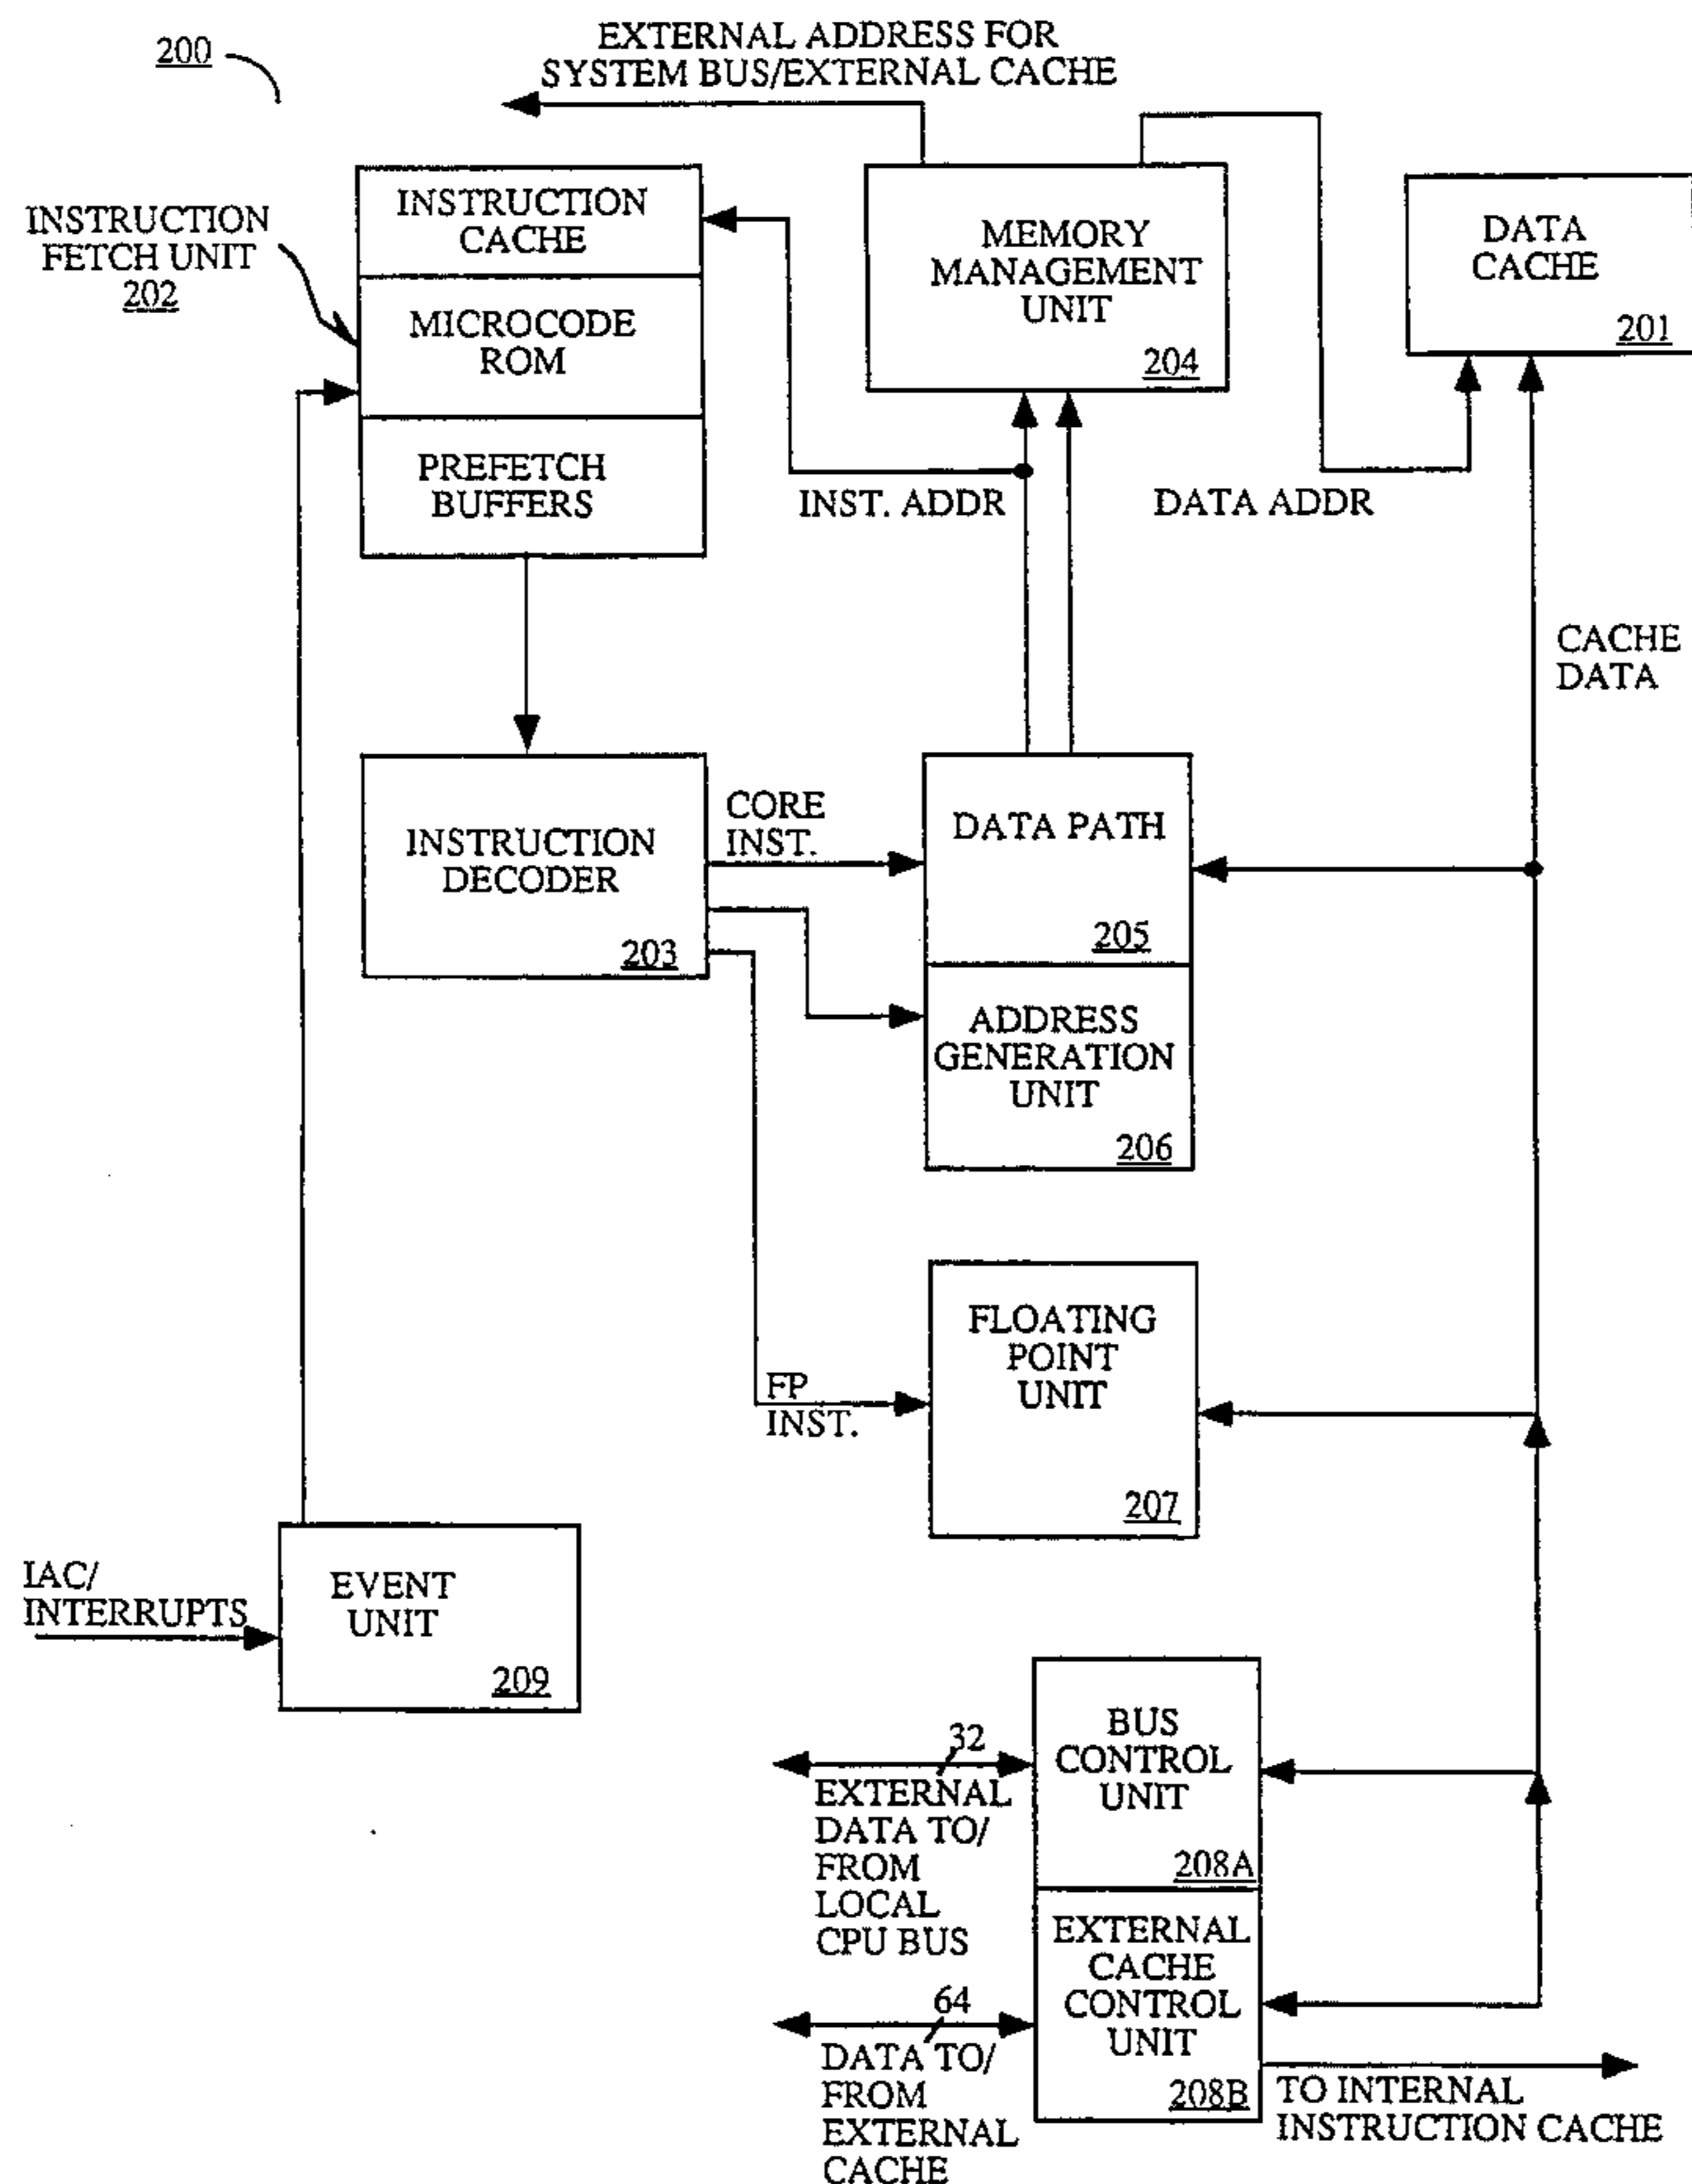 200
EXTERNAL ADDRESS FOR
SYSTEM BUS/EXTERNAL CACHE
INSTRUCTION
FETCH UNIT
202
INSTRUCTION
CACHE
MICROCODE
ROM
PREFETCH
BUFFERS
MEMORY
MANAGEMENT
UNIT
204
DATA
CACHE
201
INST. ADDR
DATA ADDR
CACHE
DATA
INSTRUCTION
DECODER
203
CORE
INST.
DATA PATH
205
ADDRESS
GENERATION
UNIT
206
FP
INST.
FLOATING
POINT
UNIT
207
IAC/
INTERRUPTS
EVENT
UNIT
209
32
EXTERNAL
DATA TO/
FROM
LOCAL
CPU BUS
BUS
CONTROL
UNIT
208A
64
DATA TO/
FROM
EXTERNAL
CACHE
EXTERNAL
CACHE
CONTROL
UNIT
208B
TO INTERNAL
INSTRUCTION CACHE